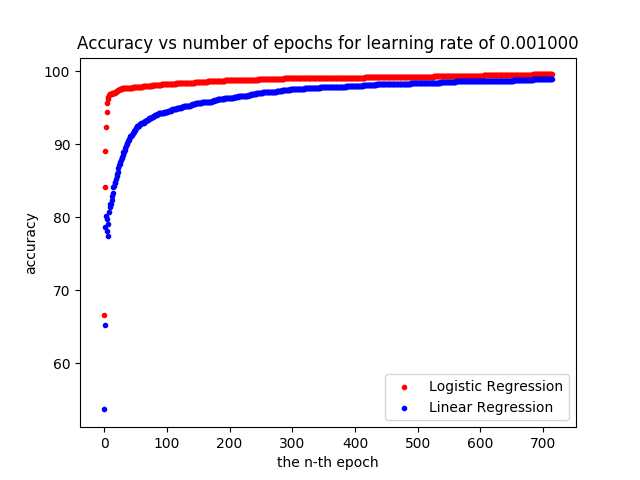 Accuracy vs number of epochs for learning rate of 0.001000
100
90
80
70
60
accuracy
Logistic Regression
Linear Regression
0 100 200 300 400 500 600 700
the n-th epoch